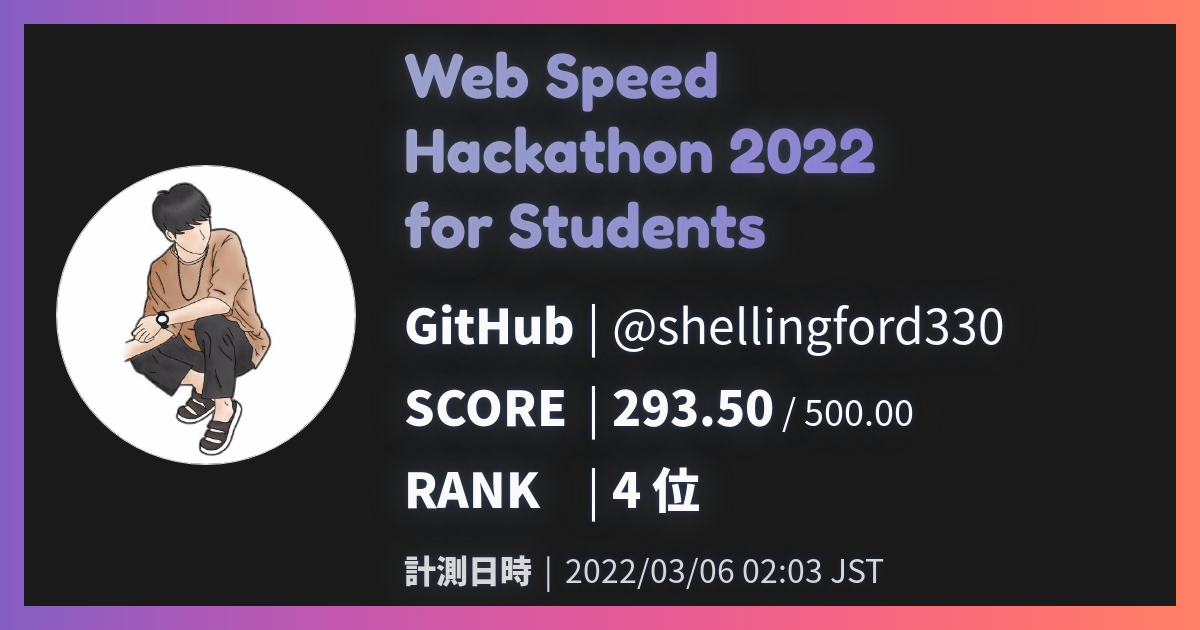 Web Speed
Hackathon 2022
for Students
GitHub | @shellingford330
SCORE | 293.50 / 500.00
RANK | 4 位
計測日時 | 2022/03/06 02:03 JST